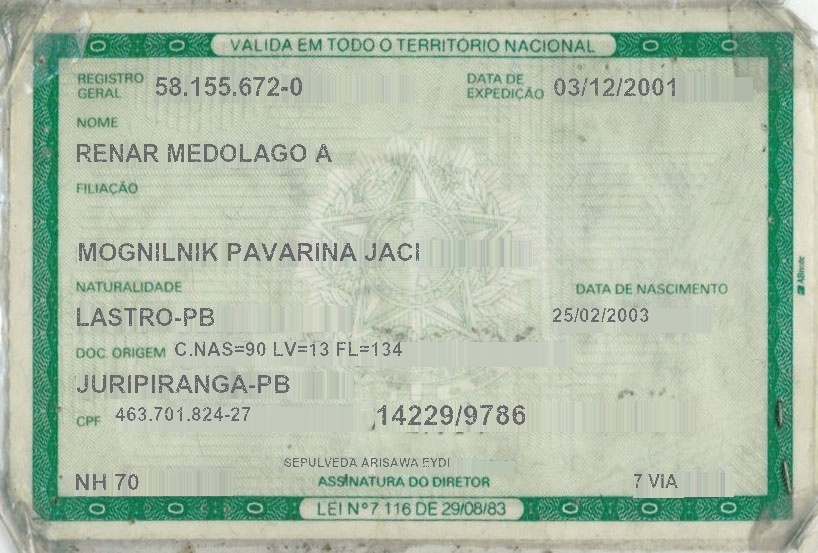 VALIDA EM TODO O TERRITÓRIO NACIONAL
REGISTRO GERAL 58.155.672-0 DATA DE EXPEDIÇÃO 03/12/2001
NOME
RENAR MEDOLAGO A
FILIAÇÃO
MOGNILNIK PAVARINA JACI
NATURALIDADE DATA DE NASCIMENTO
LASTRO-PB 25/02/2003
DOC. ORIGEM C.NAS=90 LV=13 FL=134
JURIPIRANGA-PB
CPF 463.701.824-27 14229/9786
SEPULVEDA ARISAWA EYDI
NH 70 ASSINATURA DO DIRETOR 7 VIA
LEI Nº 7.116 DE 29/08/83
ABnote